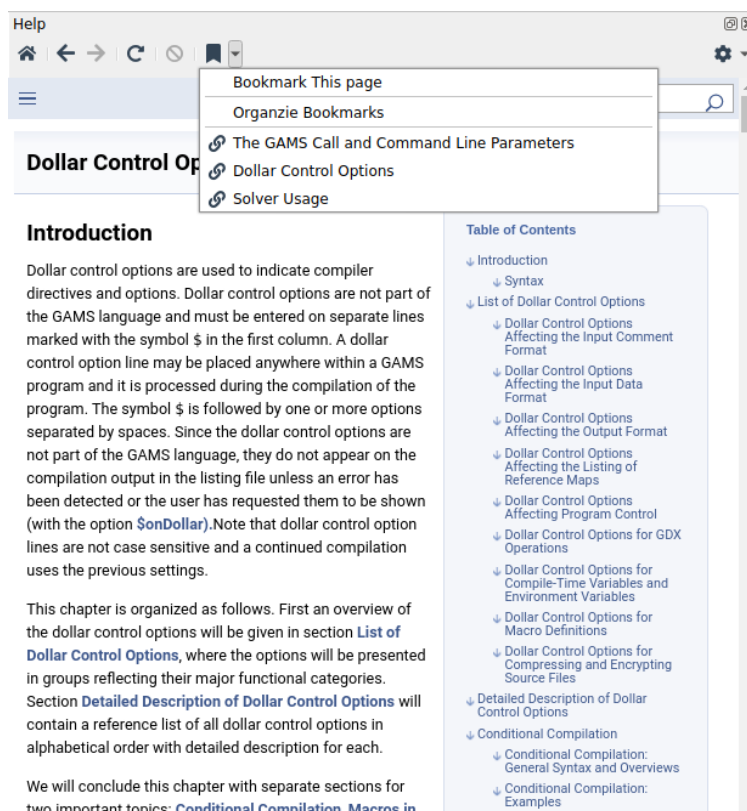 Help
Bookmark This page
Organzie Bookmarks
The GAMS Call and Command Line Parameters
Dollar Control Options
Solver Usage
Dollar Control Op
Introduction
Dollar control options are used to indicate compiler
directives and options. Dollar control options are not part of
the GAMS language and must be entered on separate lines
marked with the symbol $ in the first column. A dollar
control option line may be placed anywhere within a GAMS
program and it is processed during the compilation of the
program. The symbol $ is followed by one or more options
separated by spaces. Since the dollar control options are
not part of the GAMS language, they do not appear on the
compilation output in the listing file unless an error has
been detected or the user has requested them to be shown
(with the option $onDollar).Note that dollar control option
lines are not case sensitive and a continued compilation
uses the previous settings.
This chapter is organized as follows. First an overview of
the dollar control options will be given in section List of
Dollar Control Options, where the options will be presented
in groups reflecting their major functional categories.
Section Detailed Description of Dollar Control Options will
contain a reference list of all dollar control options in
alphabetical order with detailed description for each.
We will conclude this chapter with separate sections for
two important topics: Conditional Compilation, Macros in
Table of Contents
Introduction
Syntax
List of Dollar Control Options
Dollar Control Options
Affecting the Input Comment
Format
Dollar Control Options
Affecting the Input Data
Format
Dollar Control Options
Affecting the Output Format
Dollar Control Options
Affecting the Listing of
Reference Maps
Dollar Control Options
Affecting Program Control
Dollar Control Options for GDX
Operations
Dollar Control Options for
Compile-Time Variables and
Environment Variables
Dollar Control Options for
Macro Definitions
Dollar Control Options for
Compressing and Encrypting
Source Files
Detailed Description of Dollar
Control Options
Conditional Compilation
Conditional Compilation:
General Syntax and Overviews
Conditional Compilation:
Examples